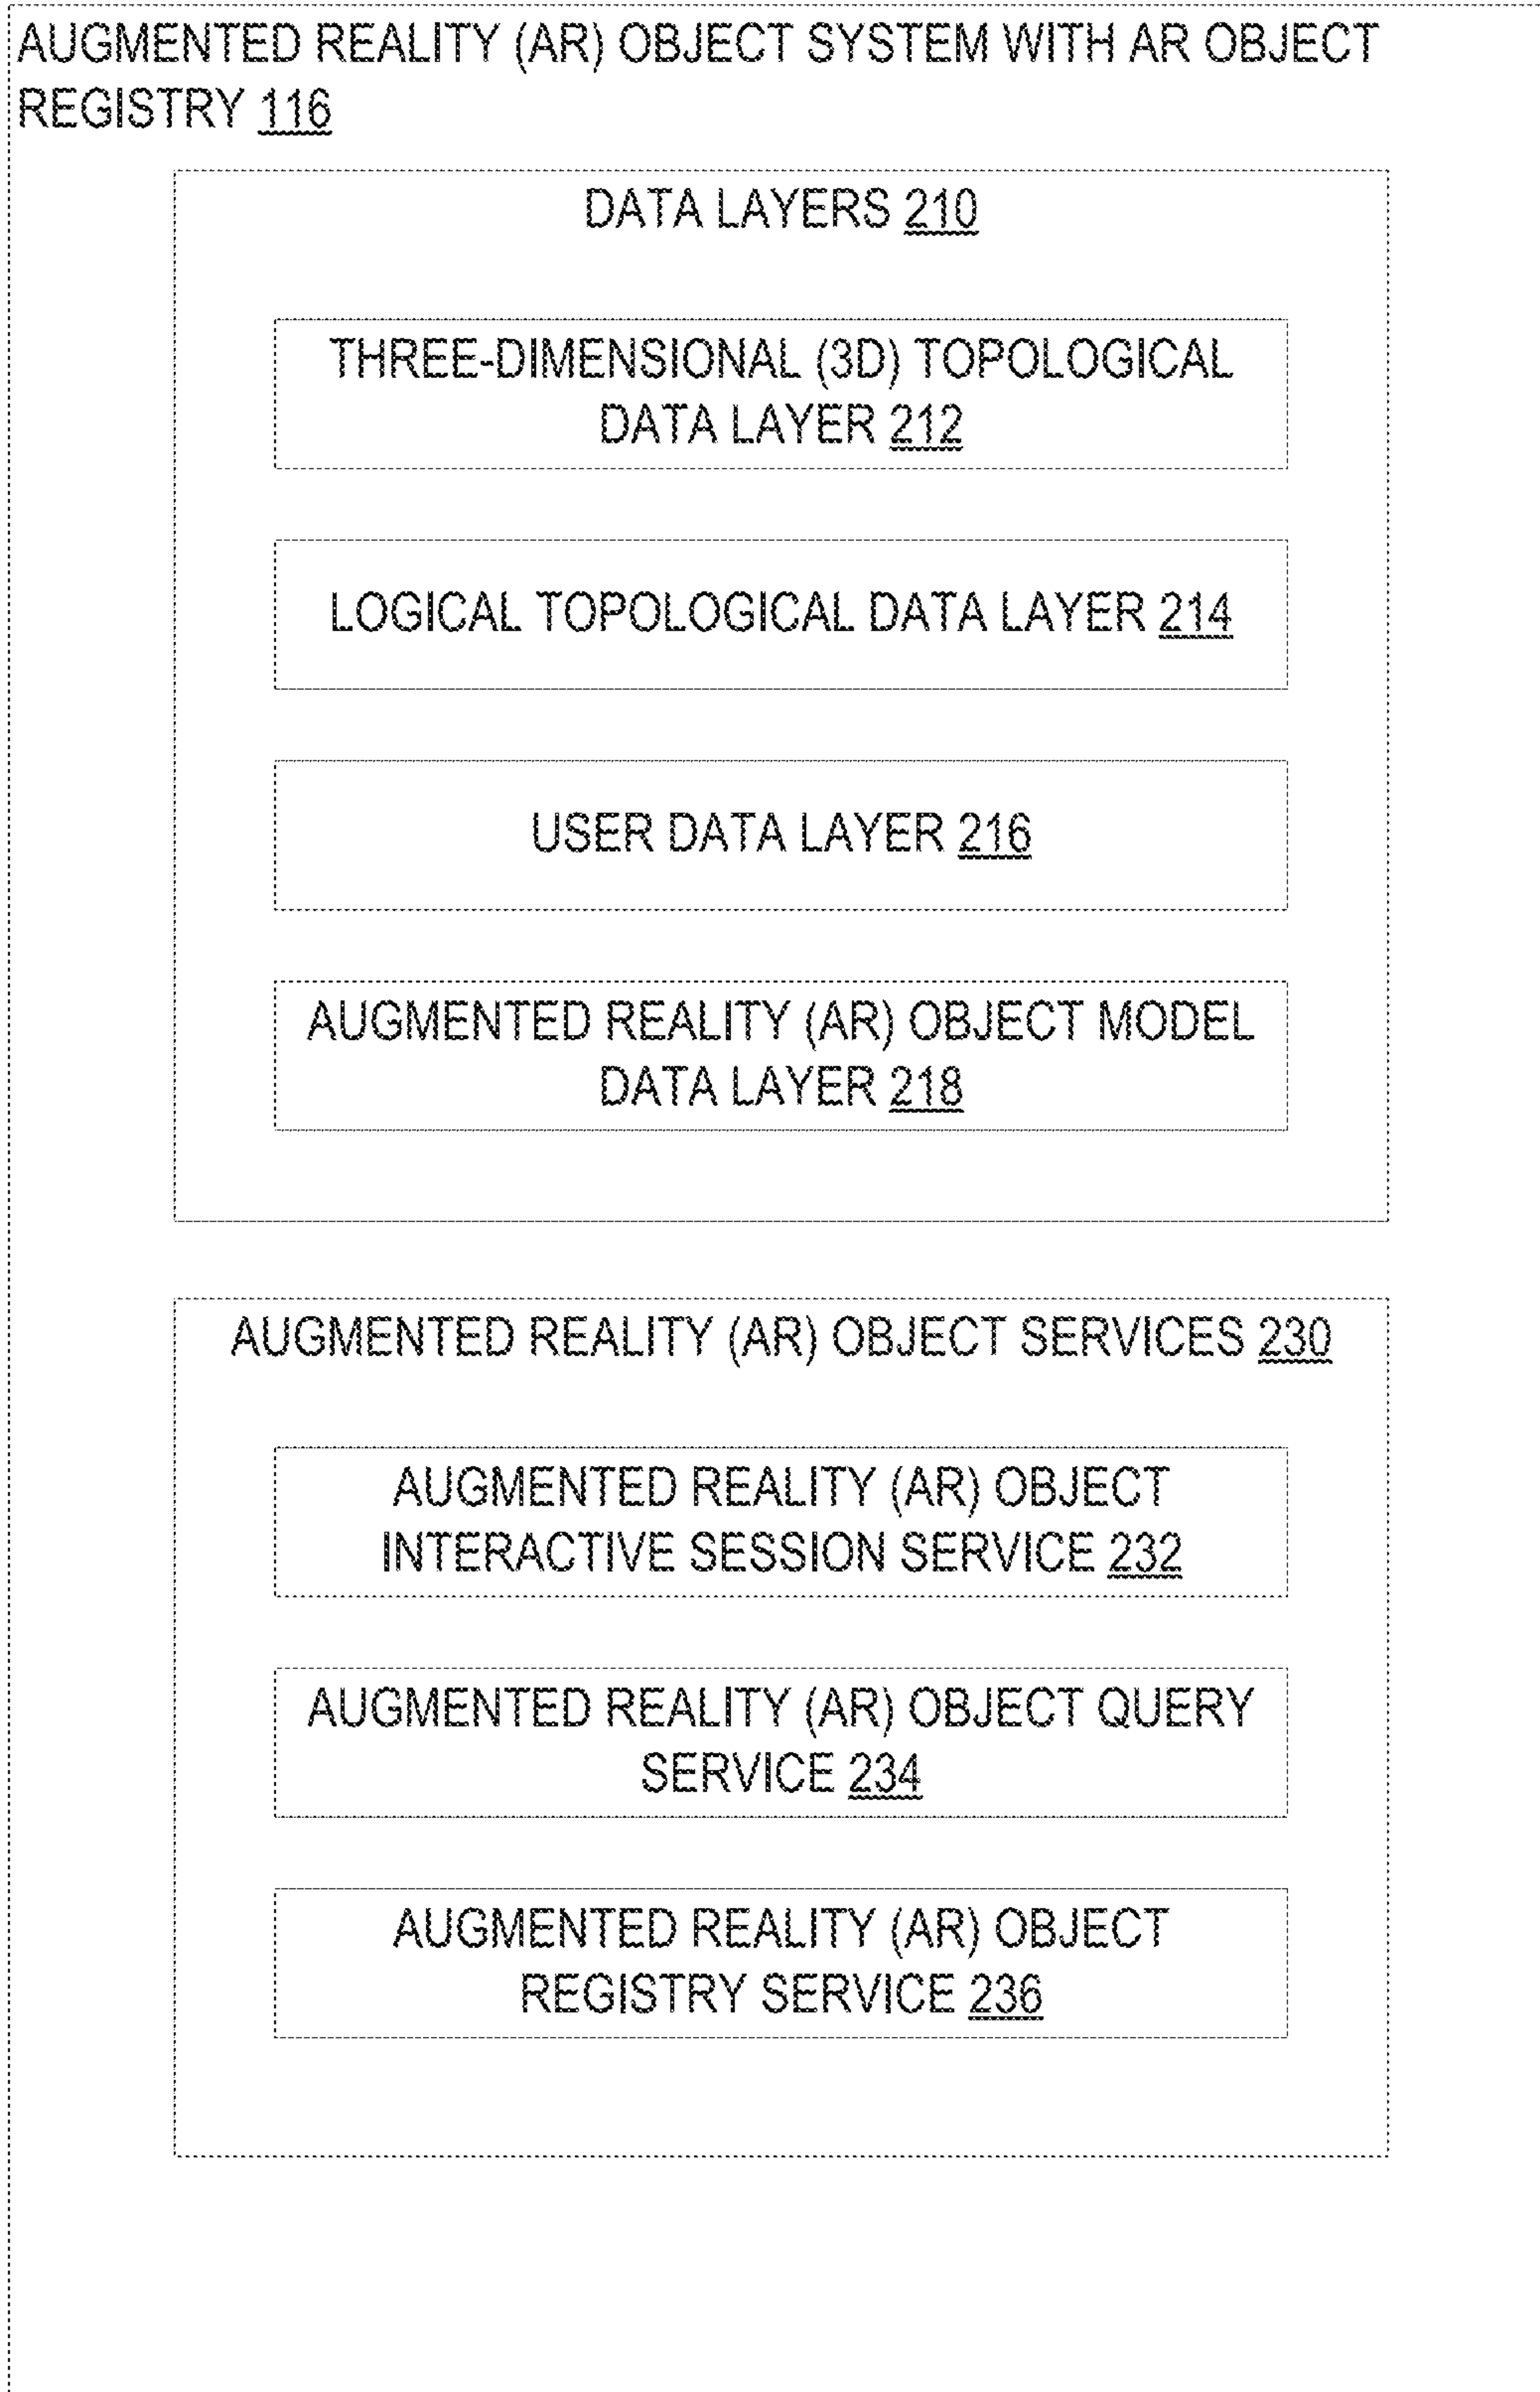 AUGMENTED REALITY (AR) OBJECT SYSTEM WITH AR OBJECT
REGISTRY 116
DATA LAYERS 210
THREE-DIMENSIONAL (3D) TOPOLOGICAL
DATA LAYER 212
LOGICAL TOPOLOGICAL DATA LAYER 214
USER DATA LAYER 216
AUGMENTED REALITY (AR) OBJECT MODEL
DATA LAYER 218
AUGMENTED REALITY (AR) OBJECT SERVICES 230
AUGMENTED REALITY (AR) OBJECT
INTERACTIVE SESSION SERVICE 232
AUGMENTED REALITY (AR) OBJECT QUERY
SERVICE 234
AUGMENTED REALITY (AR) OBJECT
REGISTRY SERVICE 236